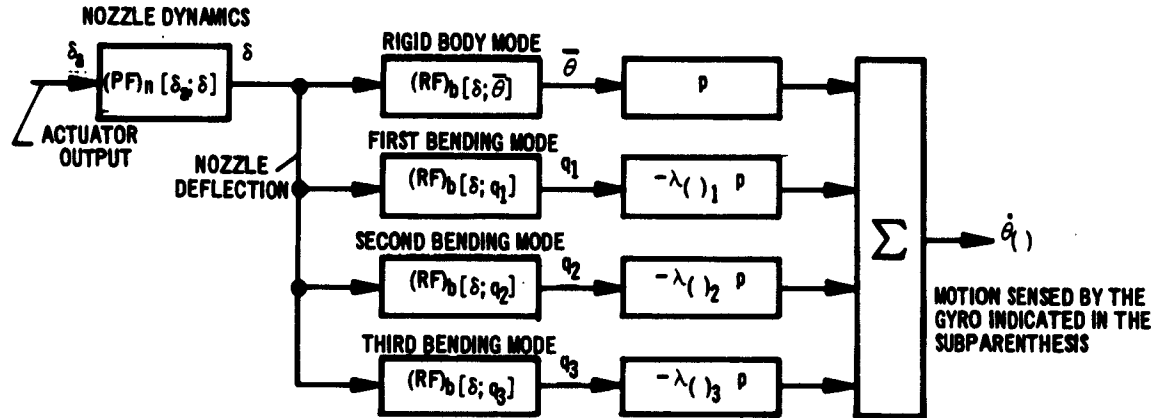 NOZZLE DYNAMICS
δa
(PF)n [δa; δ]
δ
ACTUATOR
OUTPUT
NOZZLE
DEFLECTION
RIGID BODY MODE
(RF)b [δ; θ̅]
θ̅
p
FIRST BENDING MODE
(RF)b [δ; q1]
q1
-λ( )1 p
SECOND BENDING MODE
(RF)b [δ; q2]
q2
-λ( )2 p
THIRD BENDING MODE
(RF)b [δ; q3]
q3
-λ( )3 p
Σ
θ̇( )
MOTION SENSED BY THE
GYRO INDICATED IN THE
SUBPARENTHESIS